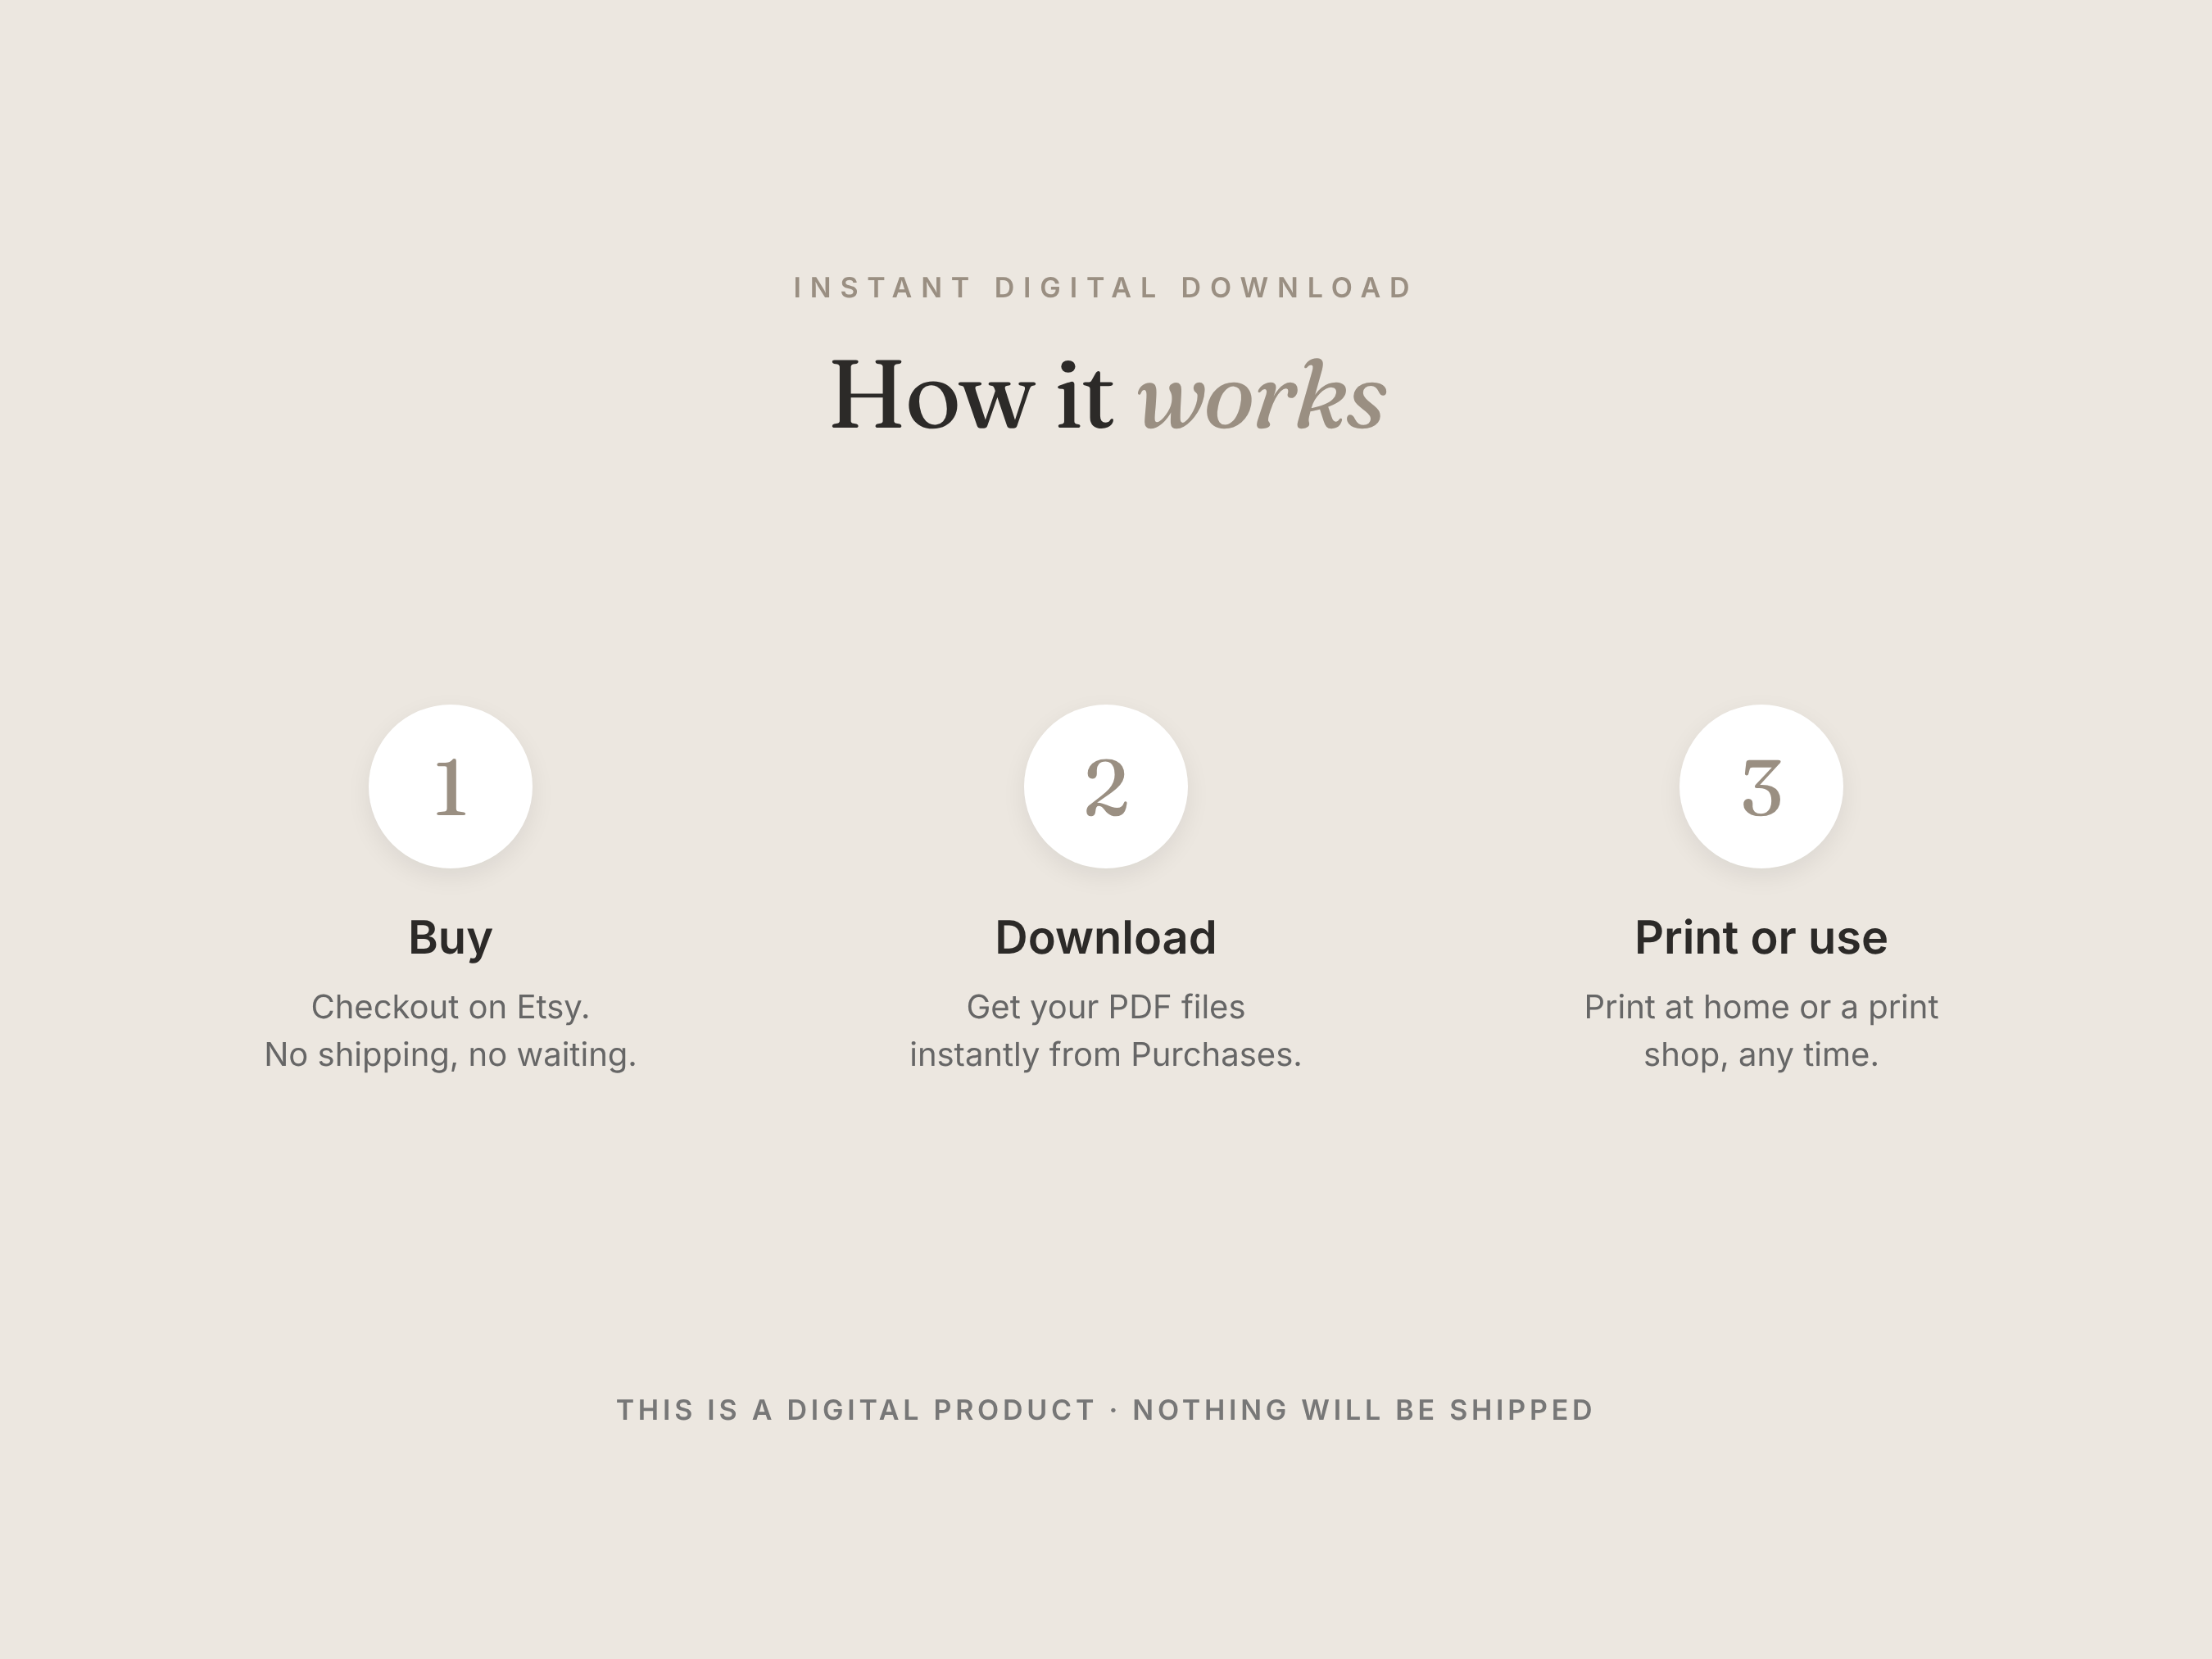 INSTANT DIGITAL DOWNLOAD
How it works
1
Buy
Checkout on Etsy.
No shipping, no waiting.
2
Download
Get your PDF files
instantly from Purchases.
3
Print or use
Print at home or a print
shop, any time.
THIS IS A DIGITAL PRODUCT · NOTHING WILL BE SHIPPED